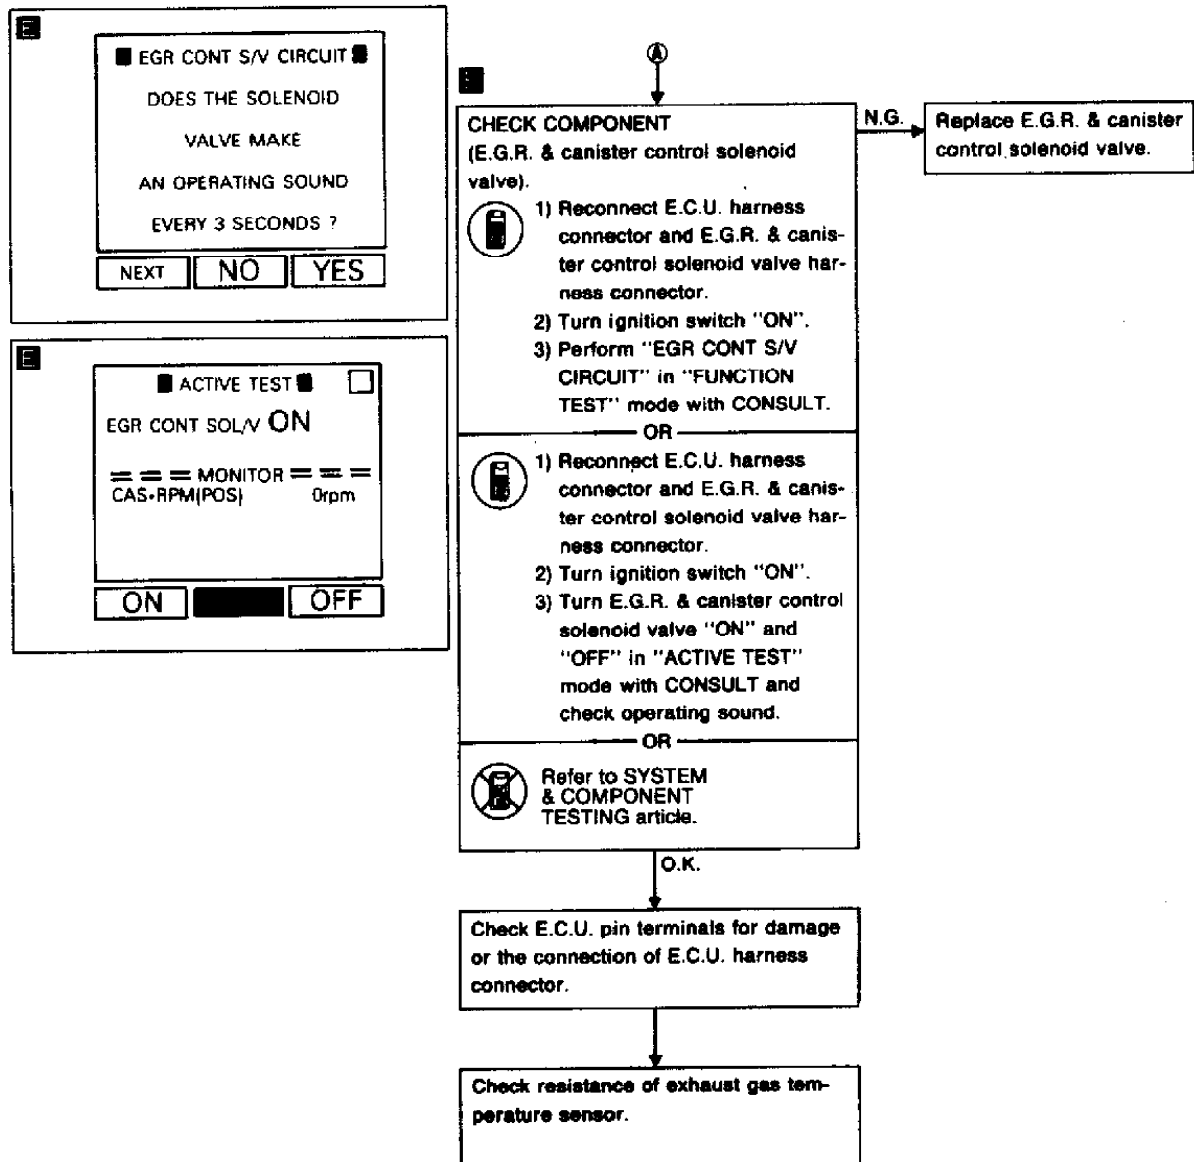 E
■ EGR CONT S/V CIRCUIT ■
DOES THE SOLENOID
VALVE MAKE
AN OPERATING SOUND
EVERY 3 SECONDS ?
NEXT NO YES
E
■ ACTIVE TEST ■
EGR CONT SOL/V ON
= = = MONITOR = = =
CAS•RPM(POS) 0rpm
ON OFF
A
E
CHECK COMPONENT
(E.G.R. & canister control solenoid
valve).
1) Reconnect E.C.U. harness
connector and E.G.R. & canis-
ter control solenoid valve har-
ness connector.
2) Turn ignition switch "ON".
3) Perform "EGR CONT S/V
CIRCUIT" in "FUNCTION
TEST" mode with CONSULT.
OR
1) Reconnect E.C.U. harness
connector and E.G.R. & canis-
ter control solenoid valve har-
ness connector.
2) Turn ignition switch "ON".
3) Turn E.G.R. & canister control
solenoid valve "ON" and
"OFF" in "ACTIVE TEST"
mode with CONSULT and
check operating sound.
OR
Refer to SYSTEM
& COMPONENT
TESTING article.
N.G.
Replace E.G.R. & canister
control solenoid valve.
O.K.
Check E.C.U. pin terminals for damage
or the connection of E.C.U. harness
connector.
Check resistance of exhaust gas tem-
perature sensor.